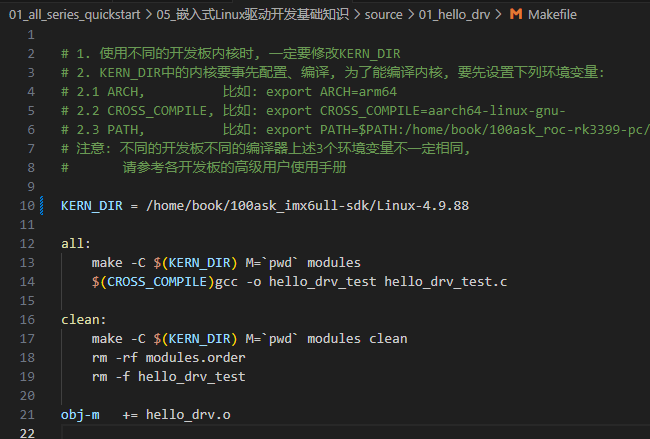 01_all_series_quickstart > 05_嵌入式Linux驱动开发基础知识 > source > 01_hello_drv > M Makefile
1
2 # 1. 使用不同的开发板内核时, 一定要修改KERN_DIR
3 # 2. KERN_DIR中的内核要事先配置、编译, 为了能编译内核, 要先设置下列环境变量:
4 # 2.1 ARCH, 比如: export ARCH=arm64
5 # 2.2 CROSS_COMPILE, 比如: export CROSS_COMPILE=aarch64-linux-gnu-
6 # 2.3 PATH, 比如: export PATH=$PATH:/home/book/100ask_roc-rk3399-pc/
7 # 注意: 不同的开发板不同的编译器上述3个环境变量不一定相同,
8 # 请参考各开发板的高级用户使用手册
9
10 KERN_DIR = /home/book/100ask_imx6ull-sdk/Linux-4.9.88
11
12 all:
13 make -C $(KERN_DIR) M=`pwd` modules
14 $(CROSS_COMPILE)gcc -o hello_drv_test hello_drv_test.c
15
16 clean:
17 make -C $(KERN_DIR) M=`pwd` modules clean
18 rm -rf modules.order
19 rm -f hello_drv_test
20
21 obj-m += hello_drv.o
22